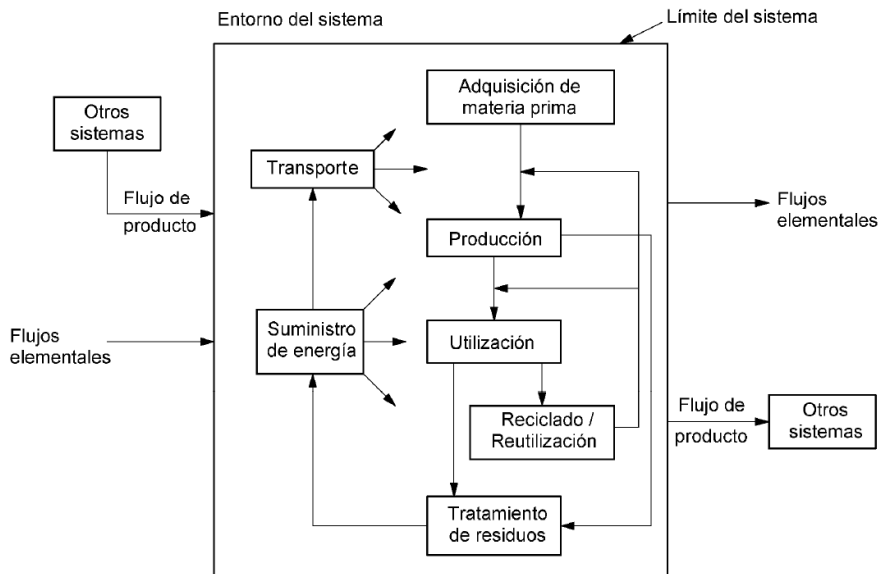 Entorno del sistema
Límite del sistema
Adquisición de
materia prima
Otros
sistemas
Transporte
Flujo de
producto
Flujos
elementales
Producción
Flujos
elementales
Suministro
de energía
Utilización
Reciclado /
Reutilización
Flujo de
producto
Otros
sistemas
Tratamiento
de residuos